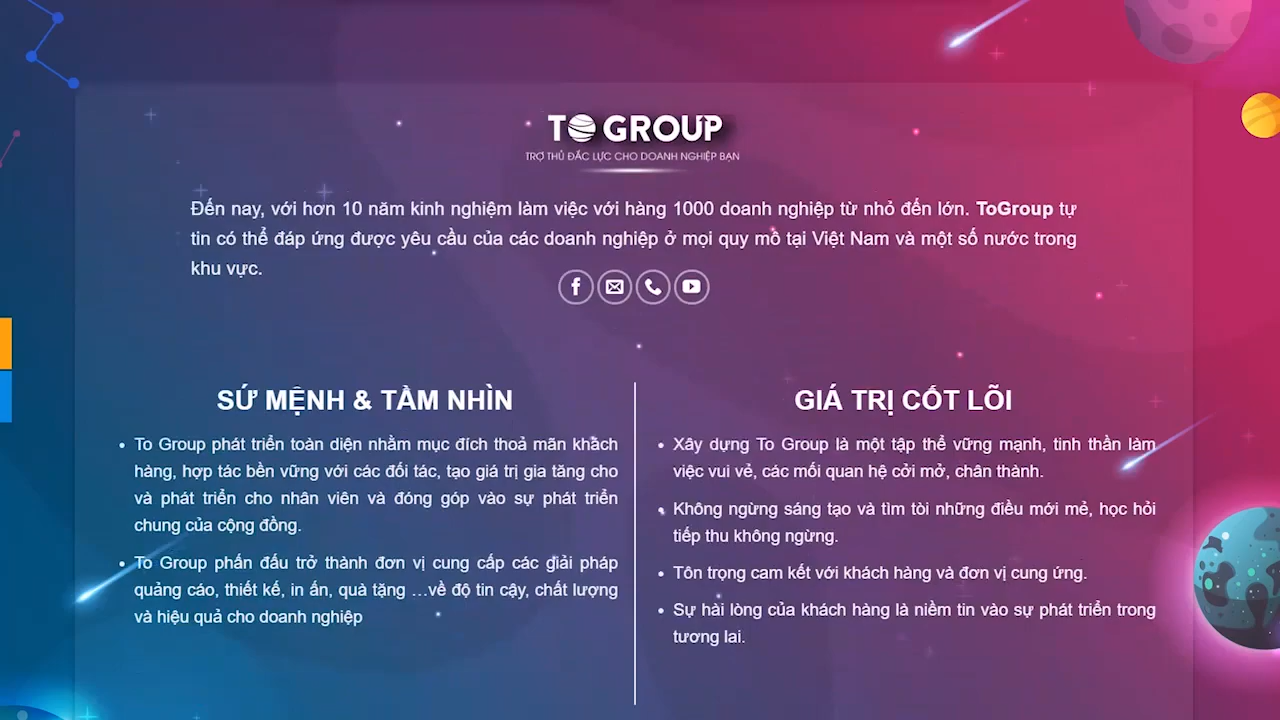 TO GROUP
TRỢ THỦ ĐẮC LỰC CHO DOANH NGHIỆP BẠN
Đến nay, với hơn 10 năm kinh nghiệm làm việc với hàng 1000 doanh nghiệp từ nhỏ đến lớn. ToGroup tự
tin có thể đáp ứng được yêu cầu của các doanh nghiệp ở mọi quy mô tại Việt Nam và một số nước trong
khu vực.
SỨ MỆNH & TẦM NHÌN
To Group phát triển toàn diện nhằm mục đích thoả mãn khách
hàng, hợp tác bền vững với các đối tác, tạo giá trị gia tăng cho
và phát triển cho nhân viên và đóng góp vào sự phát triển
chung của cộng đồng.
To Group phấn đấu trở thành đơn vị cung cấp các giải pháp
quảng cáo, thiết kế, in ấn, quà tặng …về độ tin cậy, chất lượng
và hiệu quả cho doanh nghiệp
GIÁ TRỊ CỐT LÕI
Xây dựng To Group là một tập thể vững mạnh, tinh thần làm
việc vui vẻ, các mối quan hệ cởi mở, chân thành.
Không ngừng sáng tạo và tìm tòi những điều mới mẻ, học hỏi
tiếp thu không ngừng.
Tôn trọng cam kết với khách hàng và đơn vị cung ứng.
Sự hài lòng của khách hàng là niềm tin vào sự phát triển trong
tương lai.